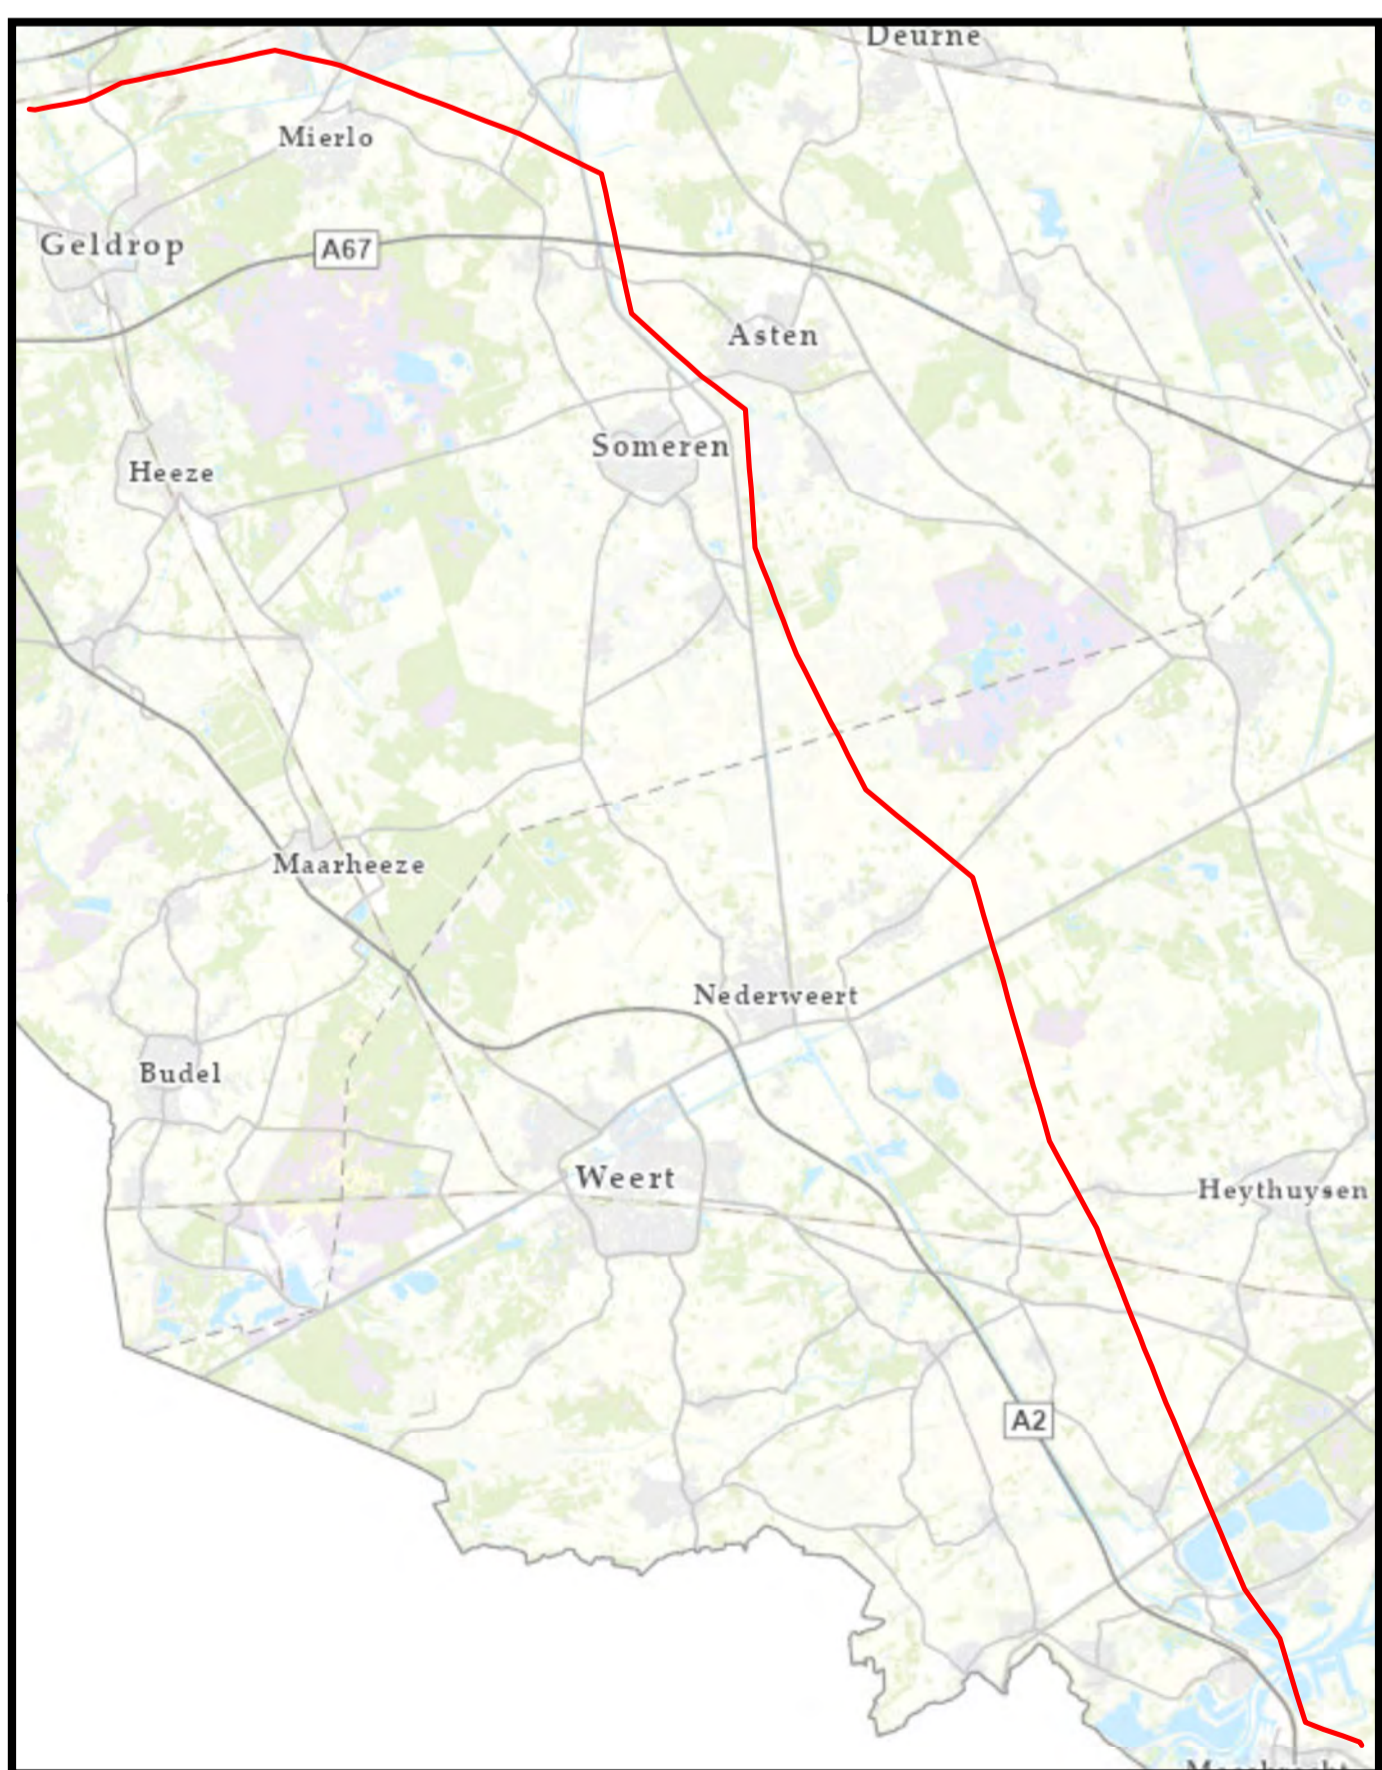 Deurne
Mierlo
Geldrop
A67
Asten
Someren
Heeze
Maarheeze
Nederweert
Budel
Weert
Heythuysen
A2